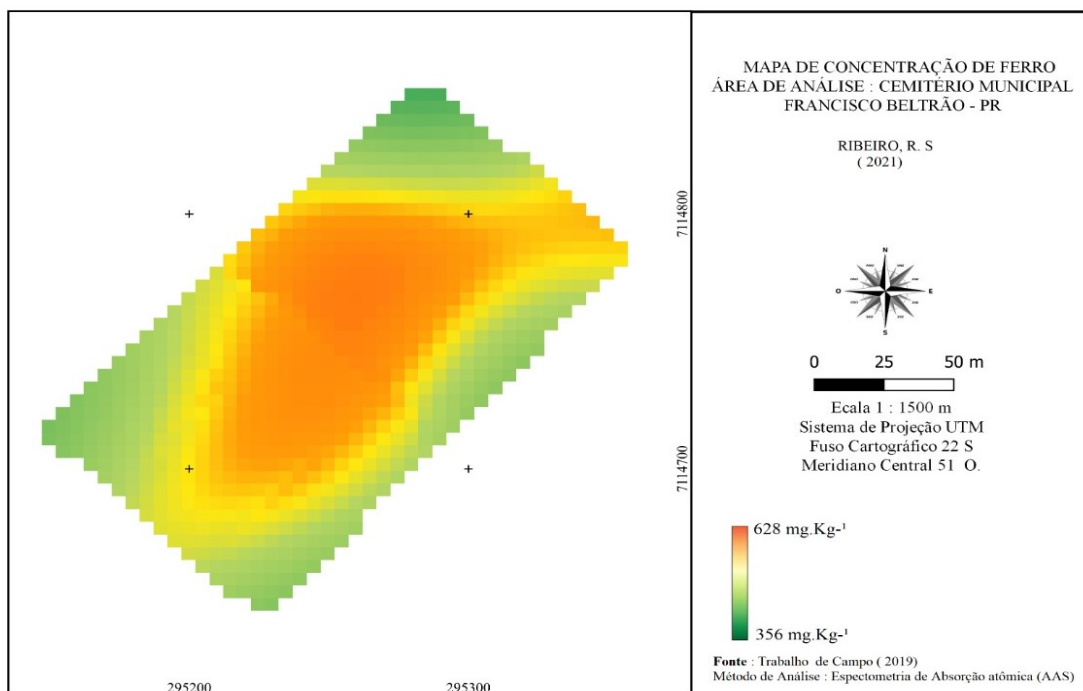 MAPA DE CONCENTRAÇÃO DE FERRO
ÁREA DE ANÁLISE : CEMITÉRIO MUNICIPAL
FRANCISCO BELTRÃO - PR
RIBEIRO, R. S
( 2021)
7114800
7114700
295200
295300
N
O
E
S
0 25 50 m
Ecala 1 : 1500 m
Sistema de Projeção UTM
Fuso Cartográfico 22 S
Meridiano Central 51 O.
628 mg.Kg-¹
356 mg.Kg-¹
Fonte : Trabalho de Campo ( 2019)
Método de Análise : Espectometria de Absorção atômica (AAS)